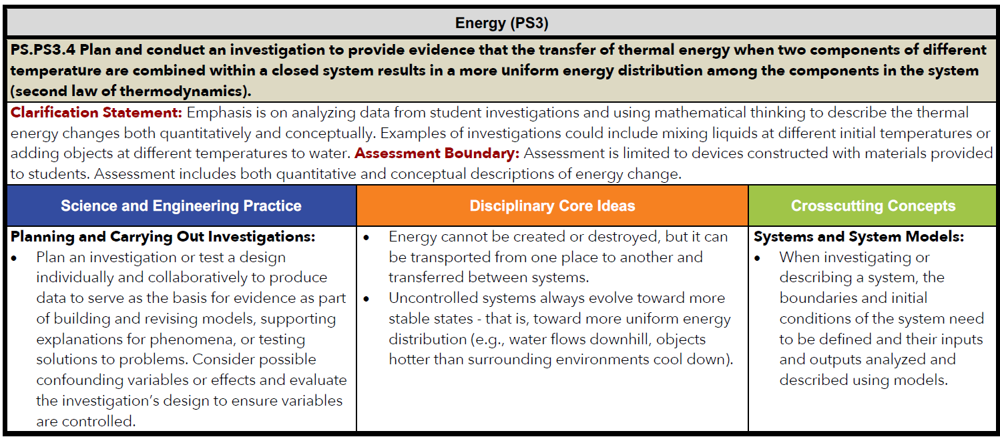 Energy (PS3)
PS.PS3.4 Plan and conduct an investigation to provide evidence that the transfer of thermal energy when two components of different
temperature are combined within a closed system results in a more uniform energy distribution among the components in the system
(second law of thermodynamics).
Clarification Statement: Emphasis is on analyzing data from student investigations and using mathematical thinking to describe the thermal
energy changes both quantitatively and conceptually. Examples of investigations could include mixing liquids at different initial temperatures or
adding objects at different temperatures to water. Assessment Boundary: Assessment is limited to devices constructed with materials provided
to students. Assessment includes both quantitative and conceptual descriptions of energy change.
Science and Engineering Practice
Planning and Carrying Out Investigations:
• Plan an investigation or test a design
individually and collaboratively to produce
data to serve as the basis for evidence as part
of building and revising models, supporting
explanations for phenomena, or testing
solutions to problems. Consider possible
confounding variables or effects and evaluate
the investigation's design to ensure variables
are controlled.
Disciplinary Core Ideas
• Energy cannot be created or destroyed, but it can
be transported from one place to another and
transferred between systems.
• Uncontrolled systems always evolve toward more
stable states - that is, toward more uniform energy
distribution (e.g., water flows downhill, objects
hotter than surrounding environments cool down).
Crosscutting Concepts
Systems and System Models:
• When investigating or
describing a system, the
boundaries and initial
conditions of the system need
to be defined and their inputs
and outputs analyzed and
described using models.